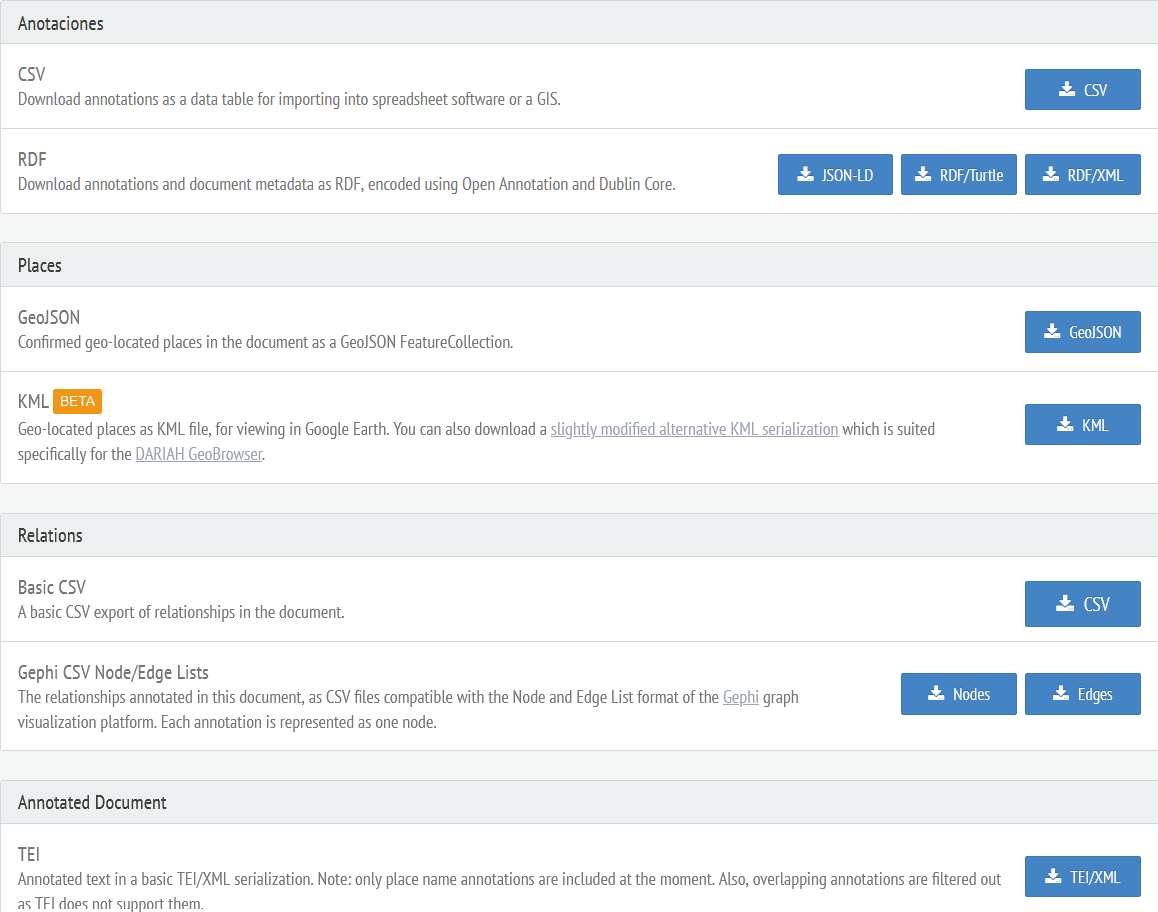 Anotaciones
CSV
Download annotations as a data table for importing into spreadsheet software or a GIS.
CSV
RDF
Download annotations and document metadata as RDF, encoded using Open Annotation and Dublin Core.
JSON-LD
RDF/Turtle
RDF/XML
Places
GeoJSON
Confirmed geo-located places in the document as a GeoJSON FeatureCollection.
GeoJSON
KML BETA
Geo-located places as KML file, for viewing in Google Earth. You can also download a slightly modified alternative KML serialization which is suited
specifically for the DARIAH GeoBrowser.
KML
Relations
Basic CSV
A basic CSV export of relationships in the document.
CSV
Gephi CSV Node/Edge Lists
The relationships annotated in this document, as CSV files compatible with the Node and Edge List format of the Gephi graph
visualization platform. Each annotation is represented as one node.
Nodes
Edges
Annotated Document
TEI
Annotated text in a basic TEI/XML serialization. Note: only place name annotations are included at the moment. Also, overlapping annotations are filtered out
as TEI does not support them.
TEI/XML